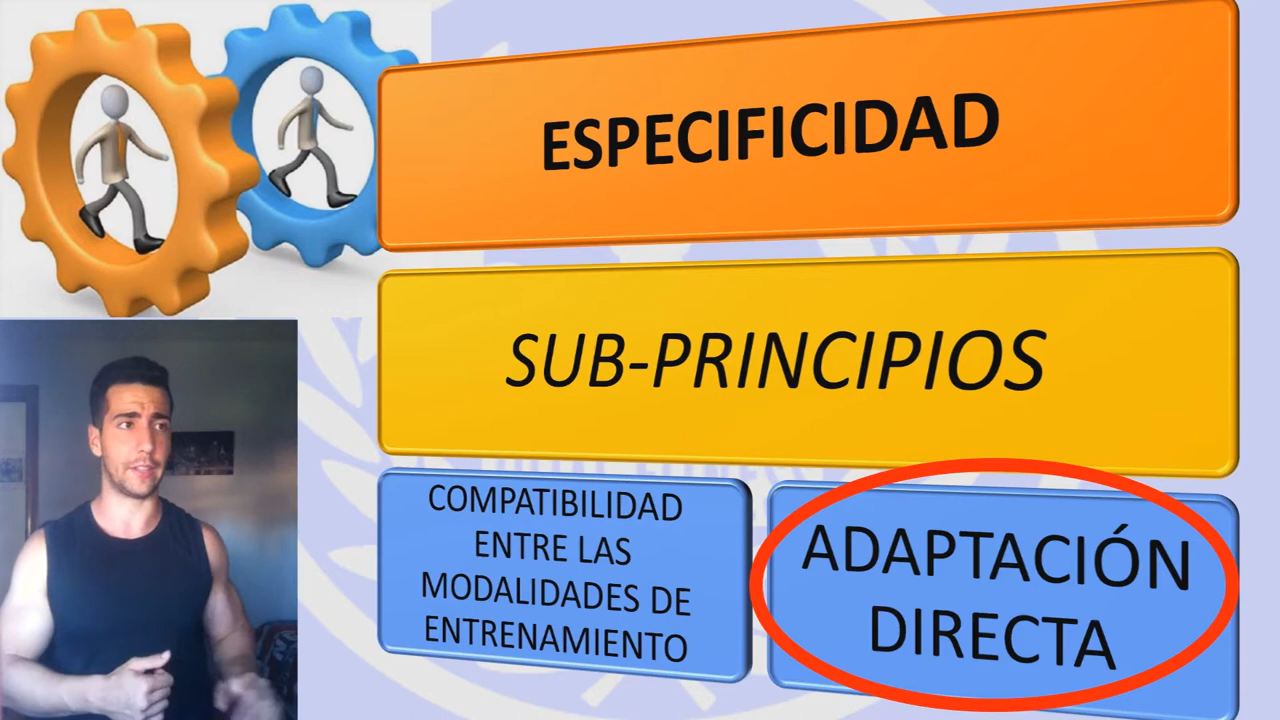 ESPECIFICIDAD
SUB-PRINCIPIOS
COMPATIBILIDAD
ENTRE LAS
MODALIDADES DE
ENTRENAMIENTO
ADAPTACIÓN
DIRECTA